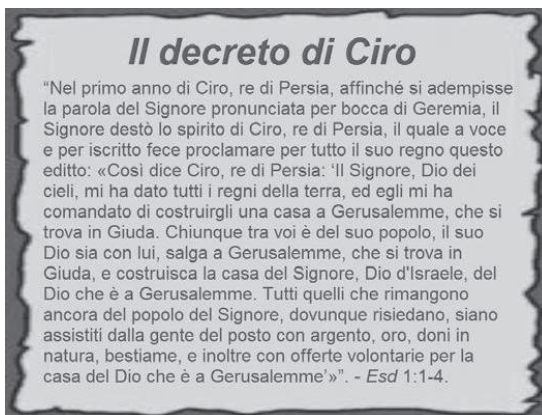 Il decreto di Ciro
“Nel primo anno di Ciro, re di Persia, affinché si adempisse
la parola del Signore pronunciata per bocca di Geremia, il
Signore destò lo spirito di Ciro, re di Persia, il quale a voce
e per iscritto fece proclamare per tutto il suo regno questo
editto: «Così dice Ciro, re di Persia: ‘Il Signore, Dio dei
cieli, mi ha dato tutti i regni della terra, ed egli mi ha
comandato di costruirgli una casa a Gerusalemme, che si
trova in Giuda. Chiunque tra voi è del suo popolo, il suo
Dio sia con lui, salga a Gerusalemme, che si trova in
Giuda, e costruisca la casa del Signore, Dio d'Israele, del
Dio che è a Gerusalemme. Tutti quelli che rimangono
ancora del popolo del Signore, dovunque risiedano, siano
assistiti dalla gente del posto con argento, oro, doni in
natura, bestiame, e inoltre con offerte volontarie per la
casa del Dio che è a Gerusalemme’»”. - Esd 1:1-4.